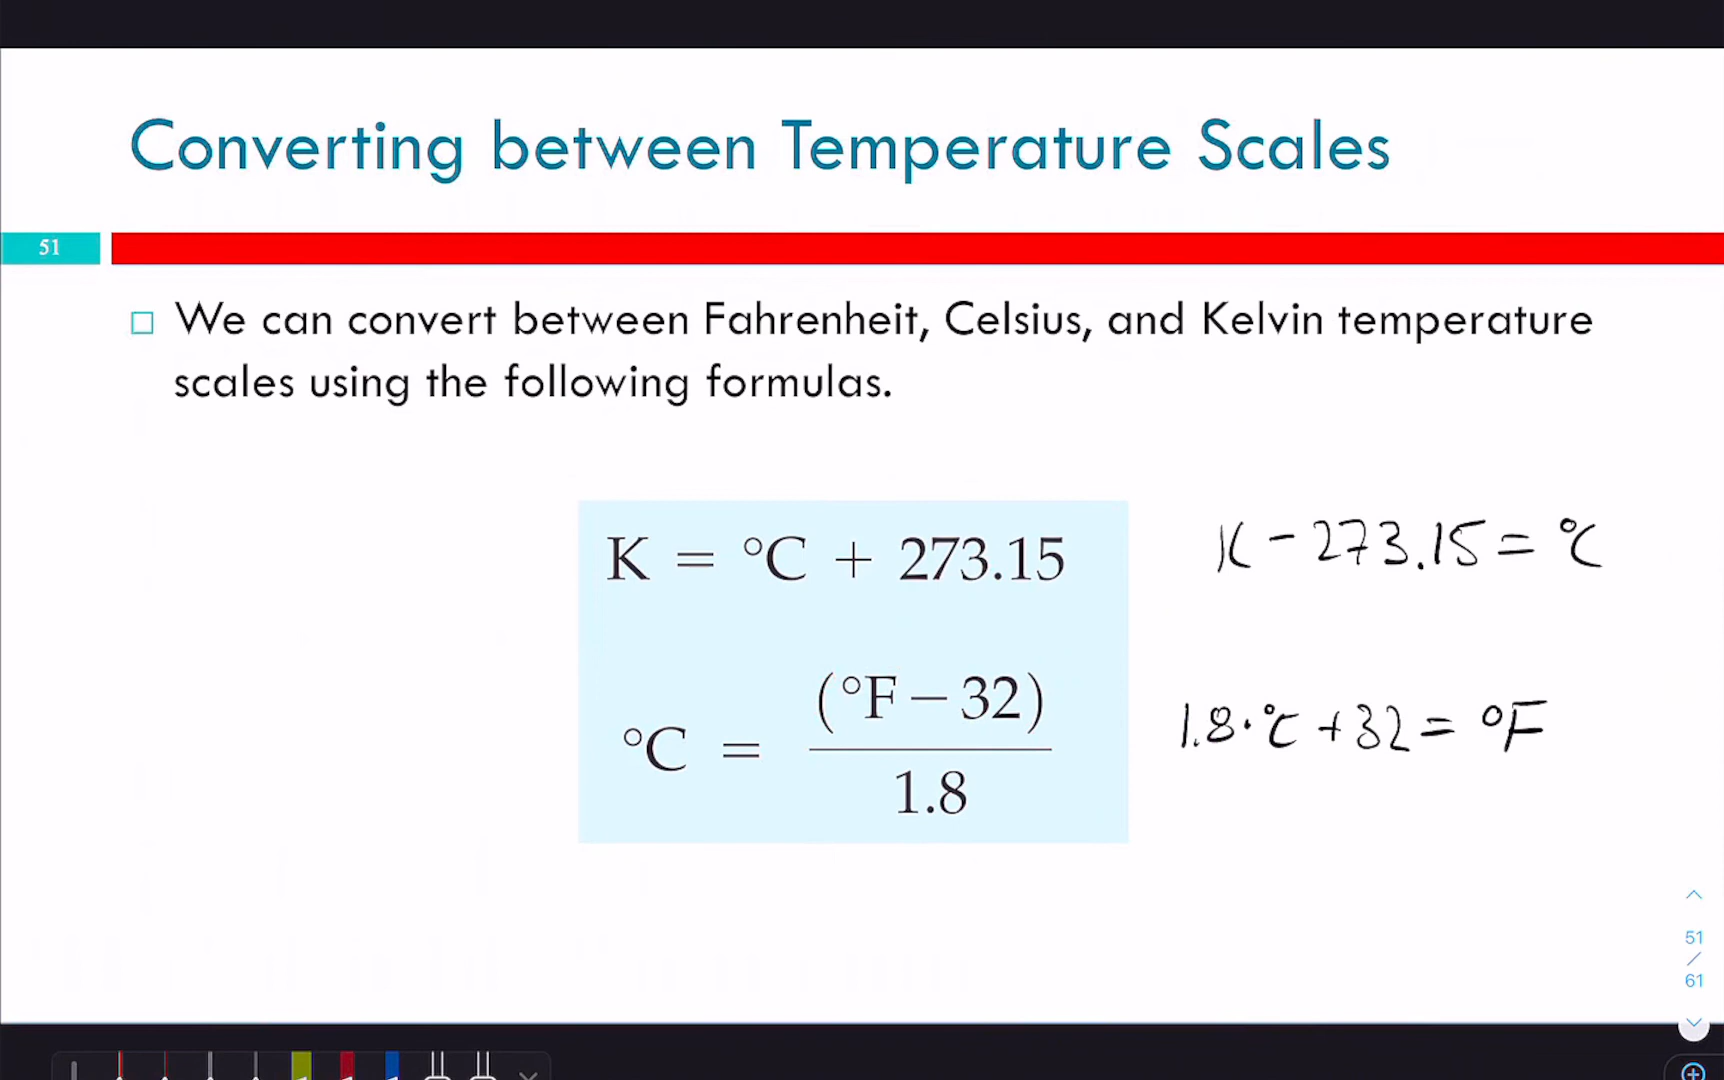 Converting between Temperature Scales
51
We can convert between Fahrenheit, Celsius, and Kelvin temperature
scales using the following formulas.
K = °C + 273.15
K - 273.15 = °C
°C = (°F − 32) / 1.8
1.8 · °C + 32 = °F
51
/
61